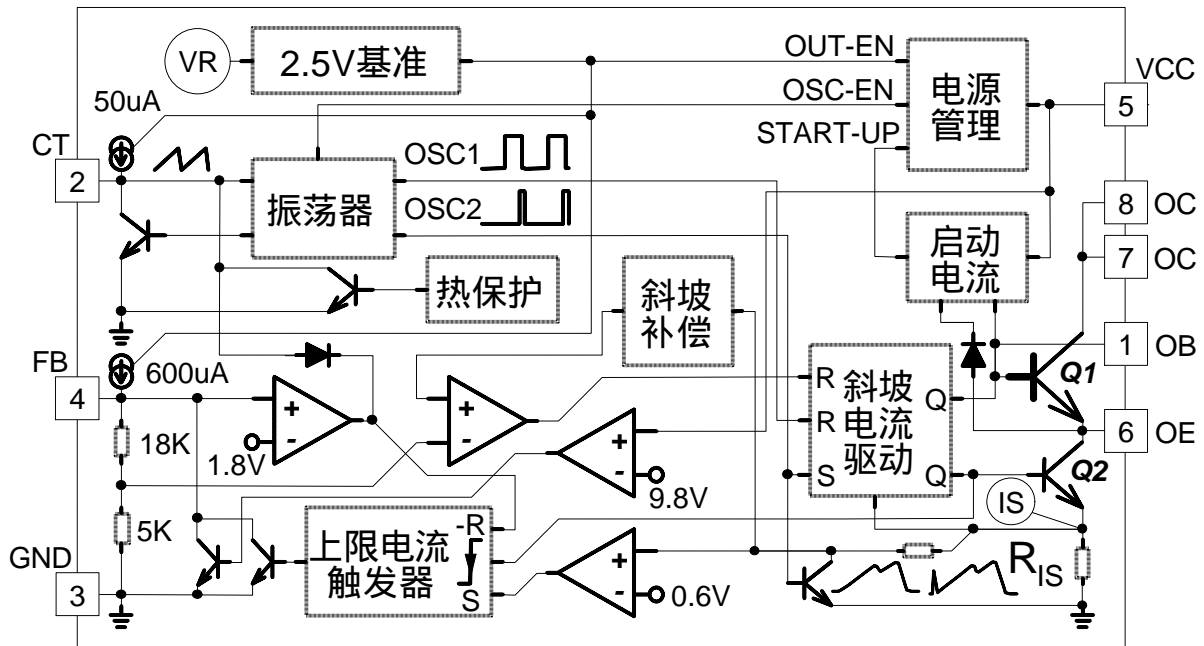 VR
2.5V基准
OUT-EN
OSC-EN
START-UP
电源
管理
VCC
5
50uA
CT
2
振荡器
OSC1
OSC2
8
OC
7
OC
启动
电流
热保护
斜坡
补偿
1
OB
Q1
FB
4
600uA
18K
+
-
1.8V
+
-
+
-
9.8V
R
R
S
斜坡
电流
驱动
Q
Q
6
OE
Q2
IS
5K
GND
3
上限电流
触发器
-R
S
+
-
0.6V
RIS